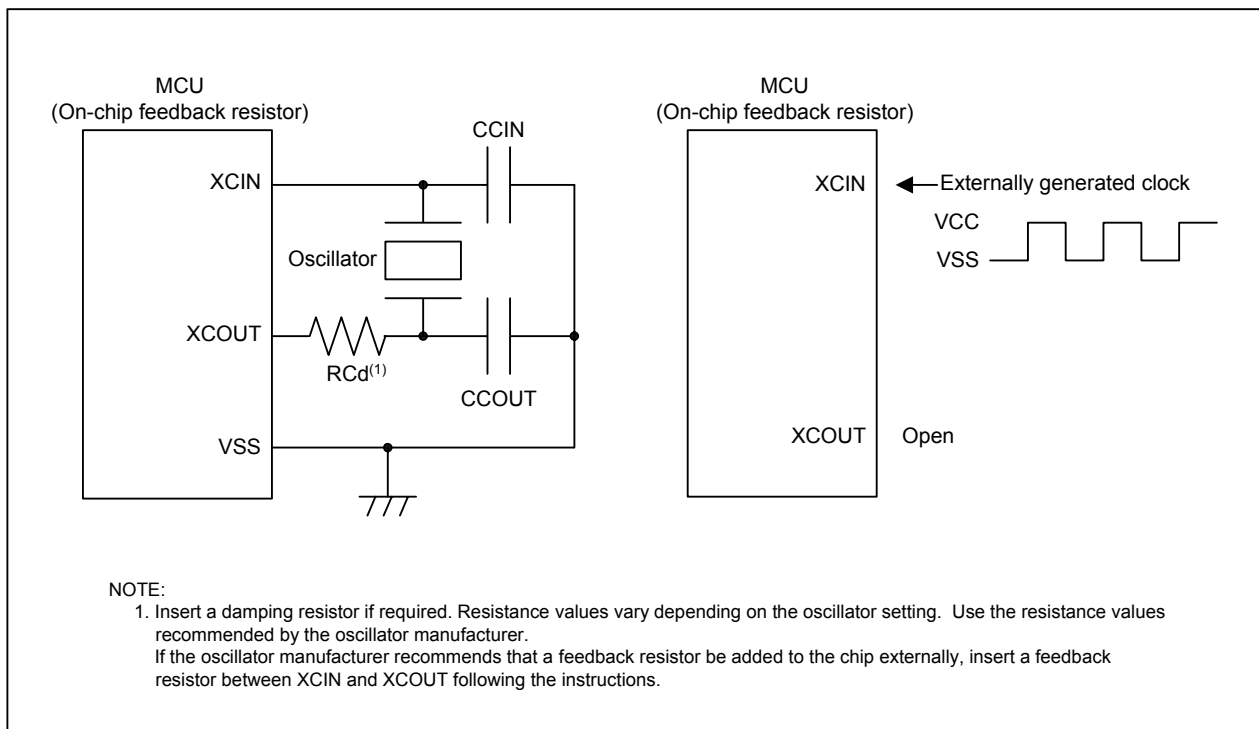 MCU
(On-chip feedback resistor)
CCIN
XCIN
Oscillator
XCOUT
RCd(1)
CCOUT
VSS
MCU
(On-chip feedback resistor)
XCIN
Externally generated clock
VCC
VSS
XCOUT
Open
NOTE:
1. Insert a damping resistor if required. Resistance values vary depending on the oscillator setting. Use the resistance values
recommended by the oscillator manufacturer.
If the oscillator manufacturer recommends that a feedback resistor be added to the chip externally, insert a feedback
resistor between XCIN and XCOUT following the instructions.